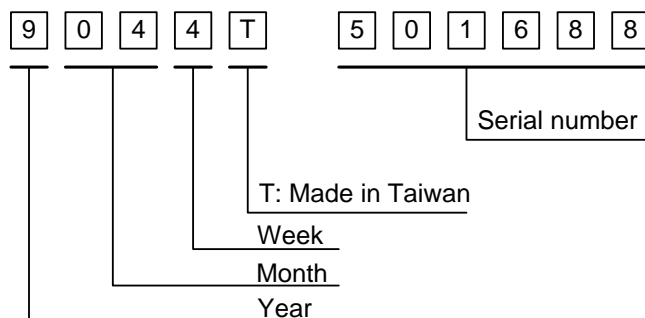 9 0 4 4 T 5 0 1 6 8 8
Serial number
T: Made in Taiwan
Week
Month
Year